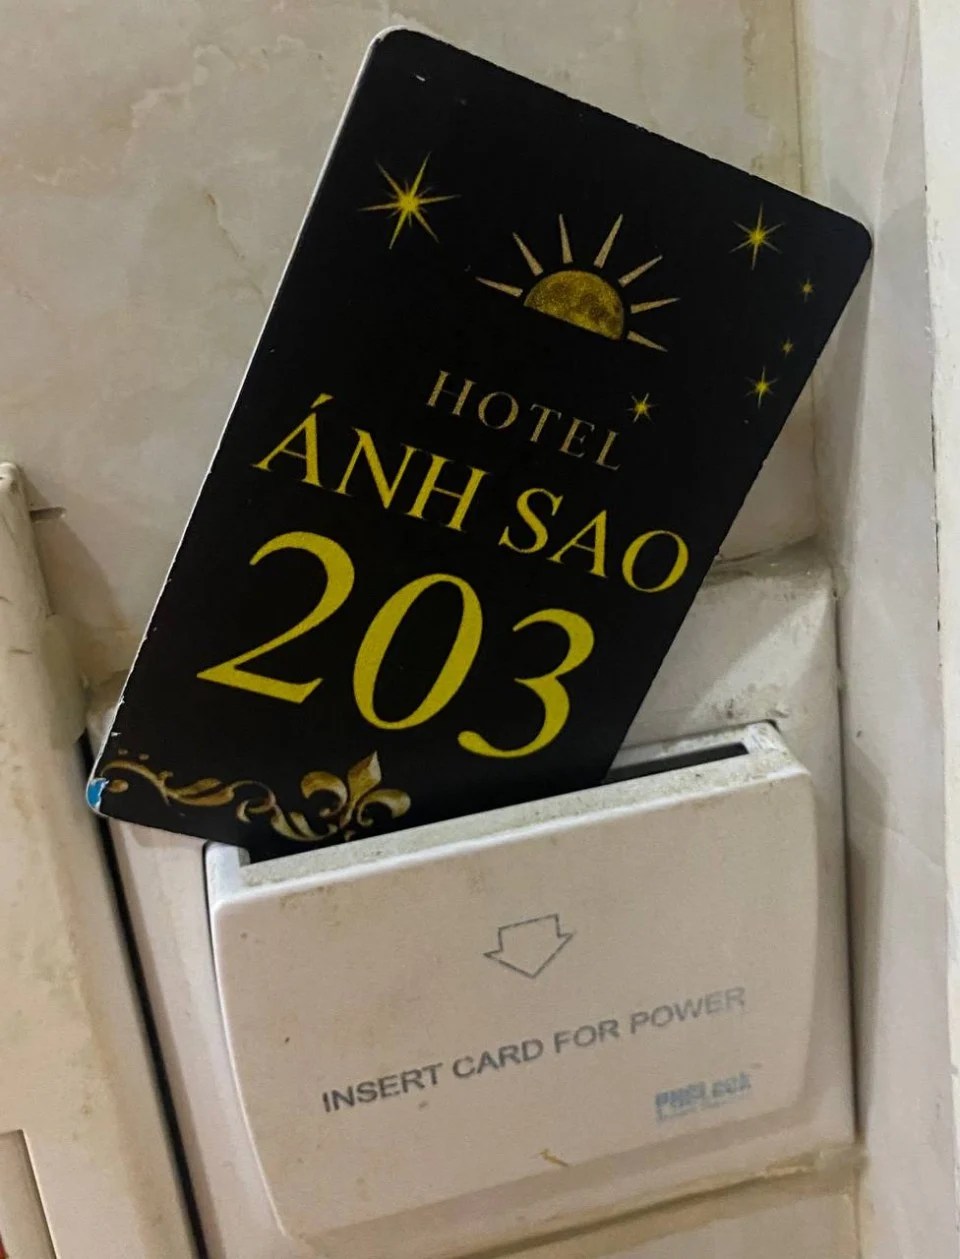 HOTEL
ÁNH SAO
203
INSERT CARD FOR POWER